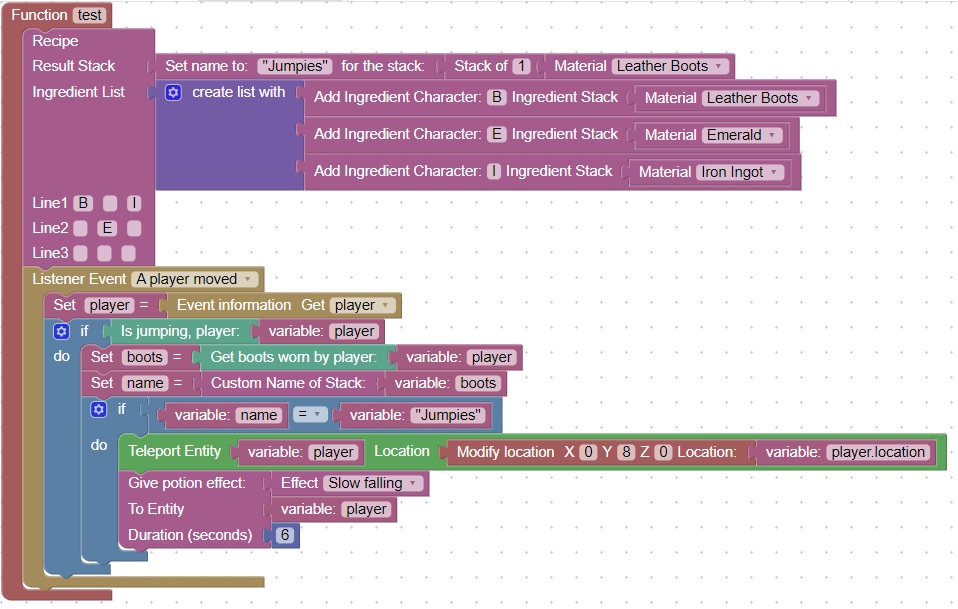 Function test
Recipe
Result Stack Set name to: "Jumpies" for the stack: Stack of 1 Material Leather Boots
Ingredient List create list with Add Ingredient Character: B Ingredient Stack Material Leather Boots
Add Ingredient Character: E Ingredient Stack Material Emerald
Add Ingredient Character: I Ingredient Stack Material Iron Ingot
Line1 B I
Line2 E
Line3
Listener Event A player moved
Set player = Event information Get player
if Is jumping, player: variable: player
do Set boots = Get boots worn by player: variable: player
Set name = Custom Name of Stack: variable: boots
if variable: name = variable: "Jumpies"
do Teleport Entity variable: player Location Modify location X 0 Y 8 Z 0 Location: variable: player.location
Give potion effect: Effect Slow falling
To Entity variable: player
Duration (seconds) 6